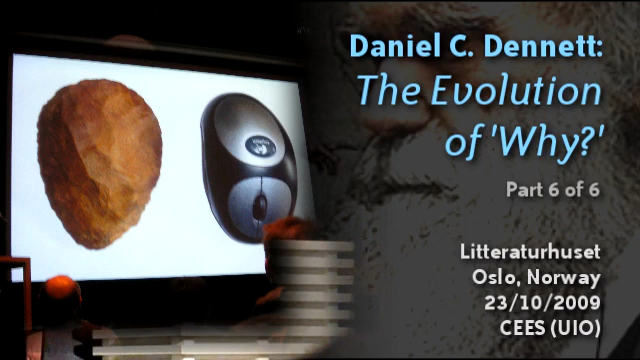 Daniel C. Dennett:
The Evolution
of 'Why?'
Part 6 of 6
Litteraturhuset
Oslo, Norway
23/10/2009
CEES (UIO)